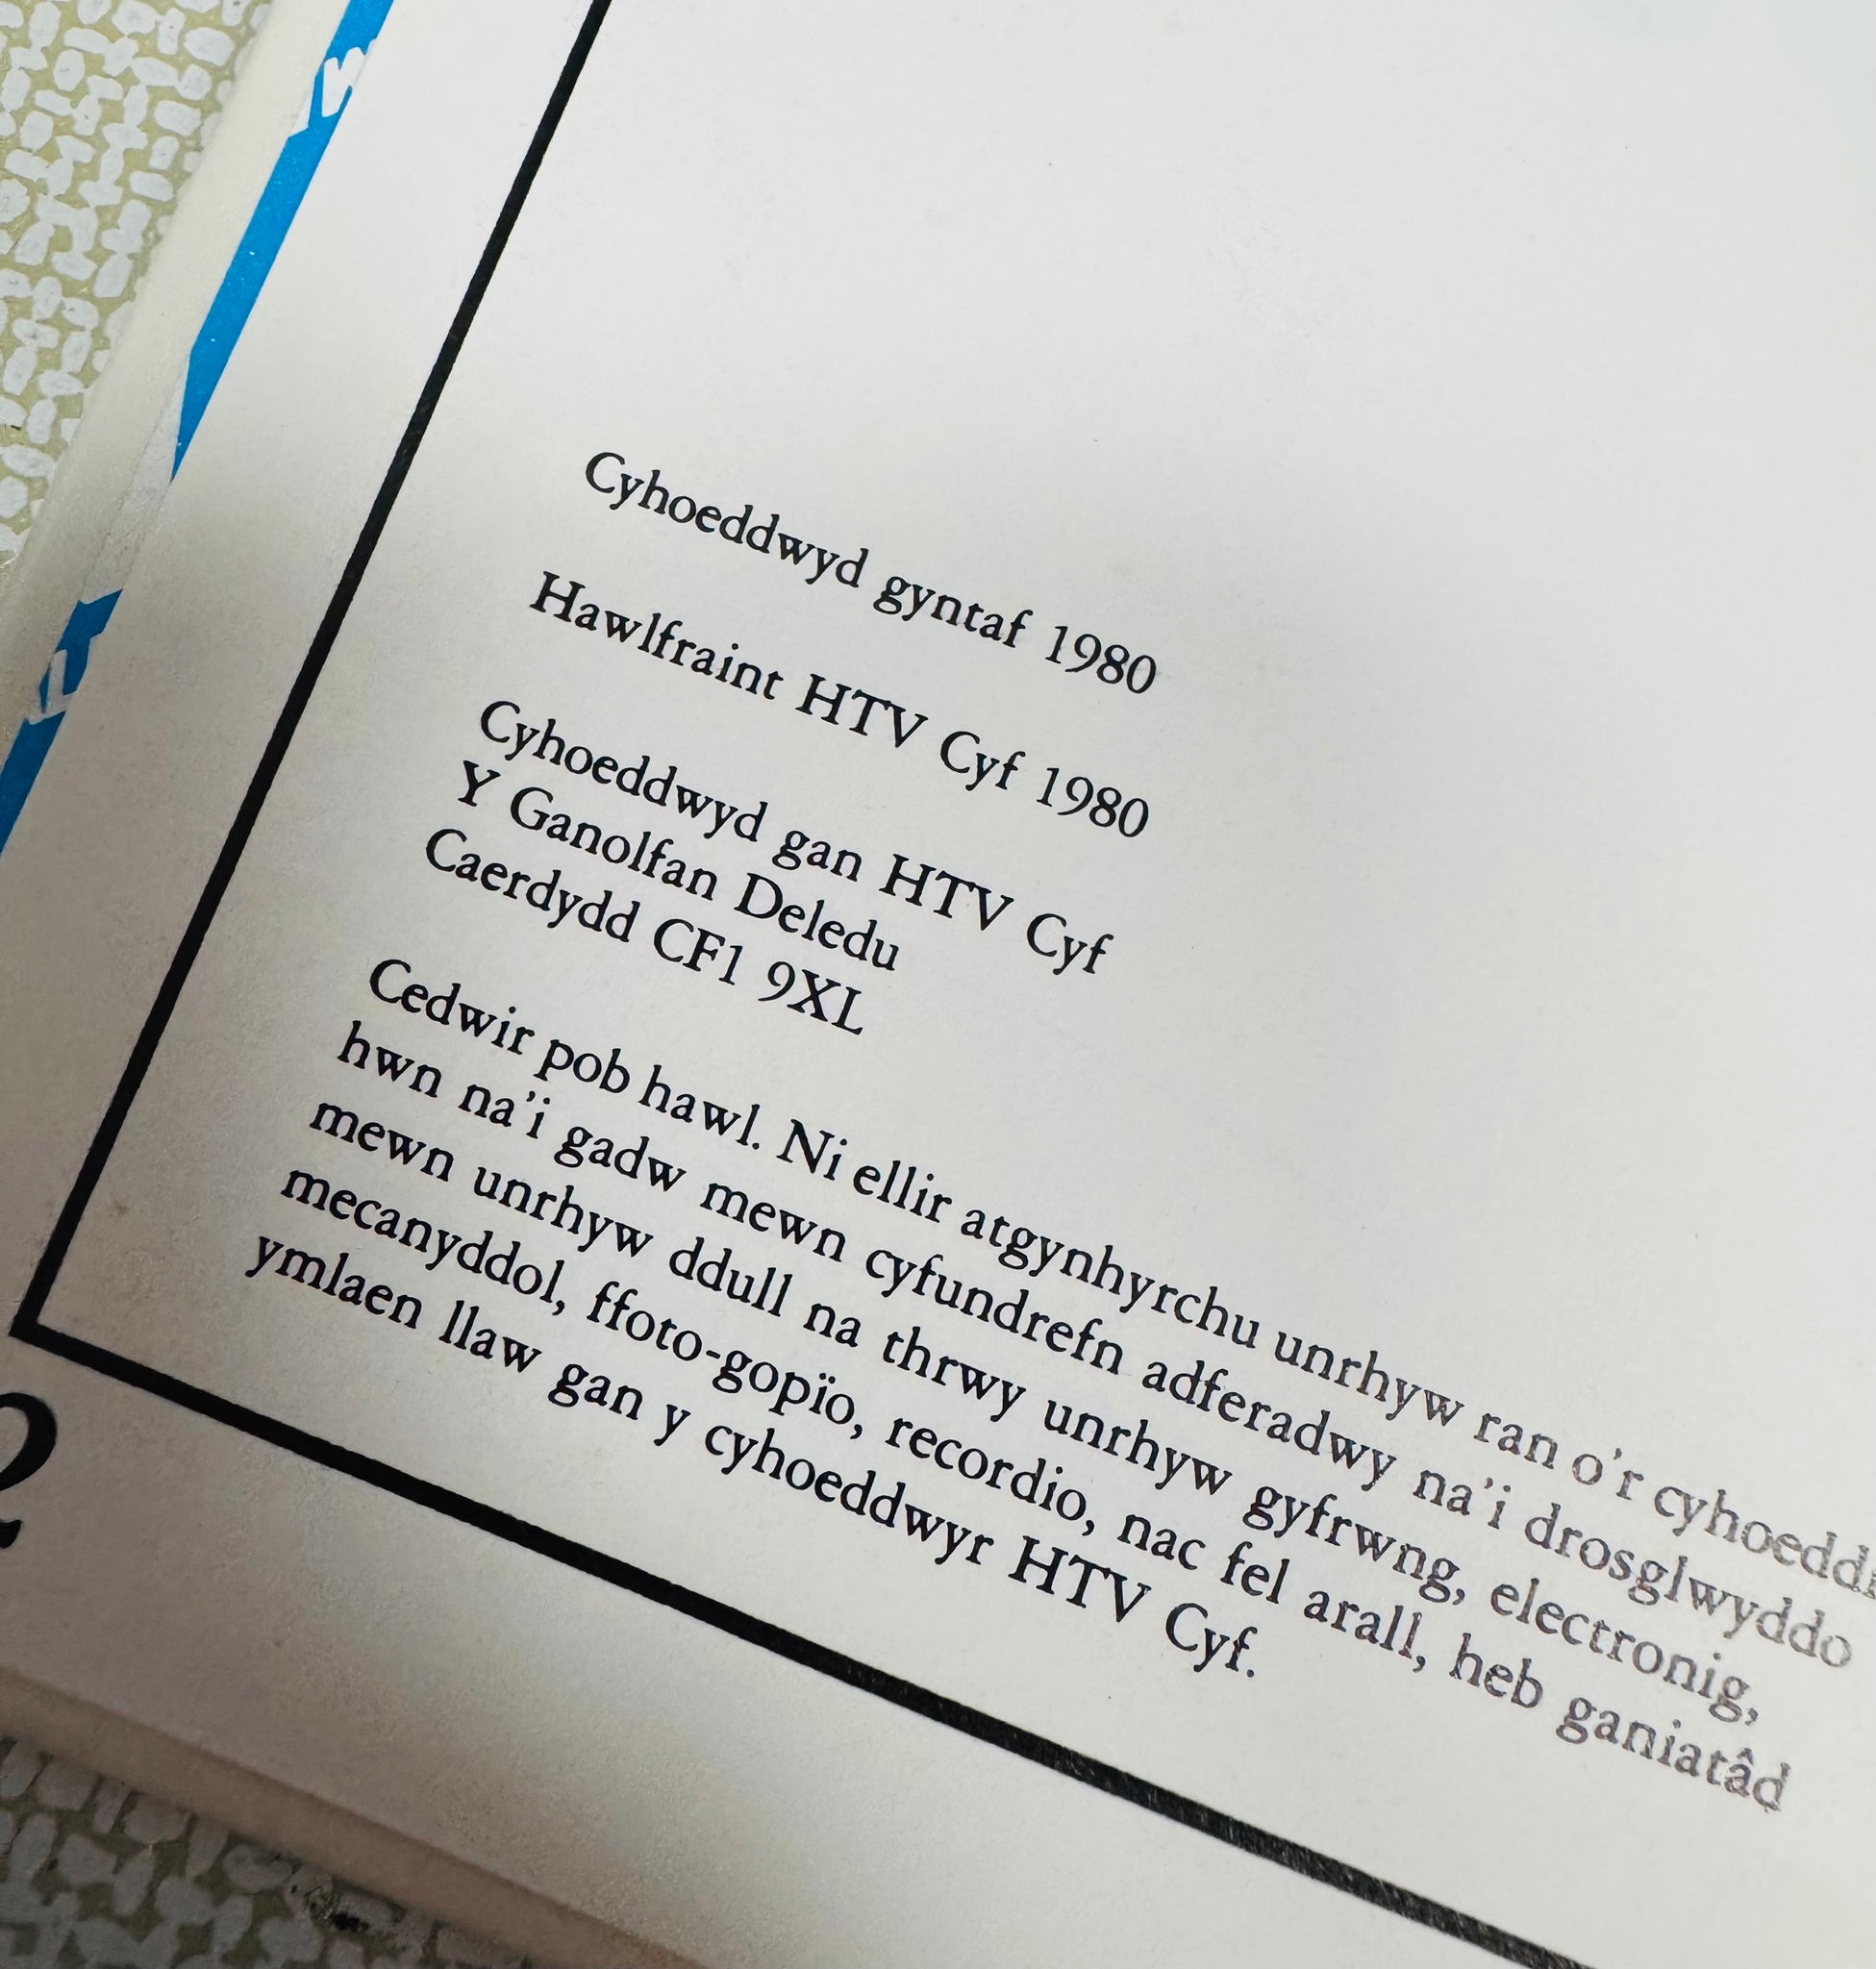 Cyhoeddwyd gyntaf 1980
Hawlfraint HTV Cyf 1980
Cyhoeddwyd gan HTV Cyf
Y Ganolfan Deledu
Caerdydd CF1 9XL
Cedwir pob hawl. Ni ellir atgynhyrchu unrhyw ran o'r
hwn na'i gadw mewn cyfundrefn adferadwy na'i drosglwyddo
mewn unrhyw ddull na thrwy unrhyw gyfrwng, electronig,
mecanyddol, ffoto-gopïo, recordio, nac fel arall, heb ganiatâd
ymlaen llaw gan y cyhoeddwyr HTV Cyf.
2